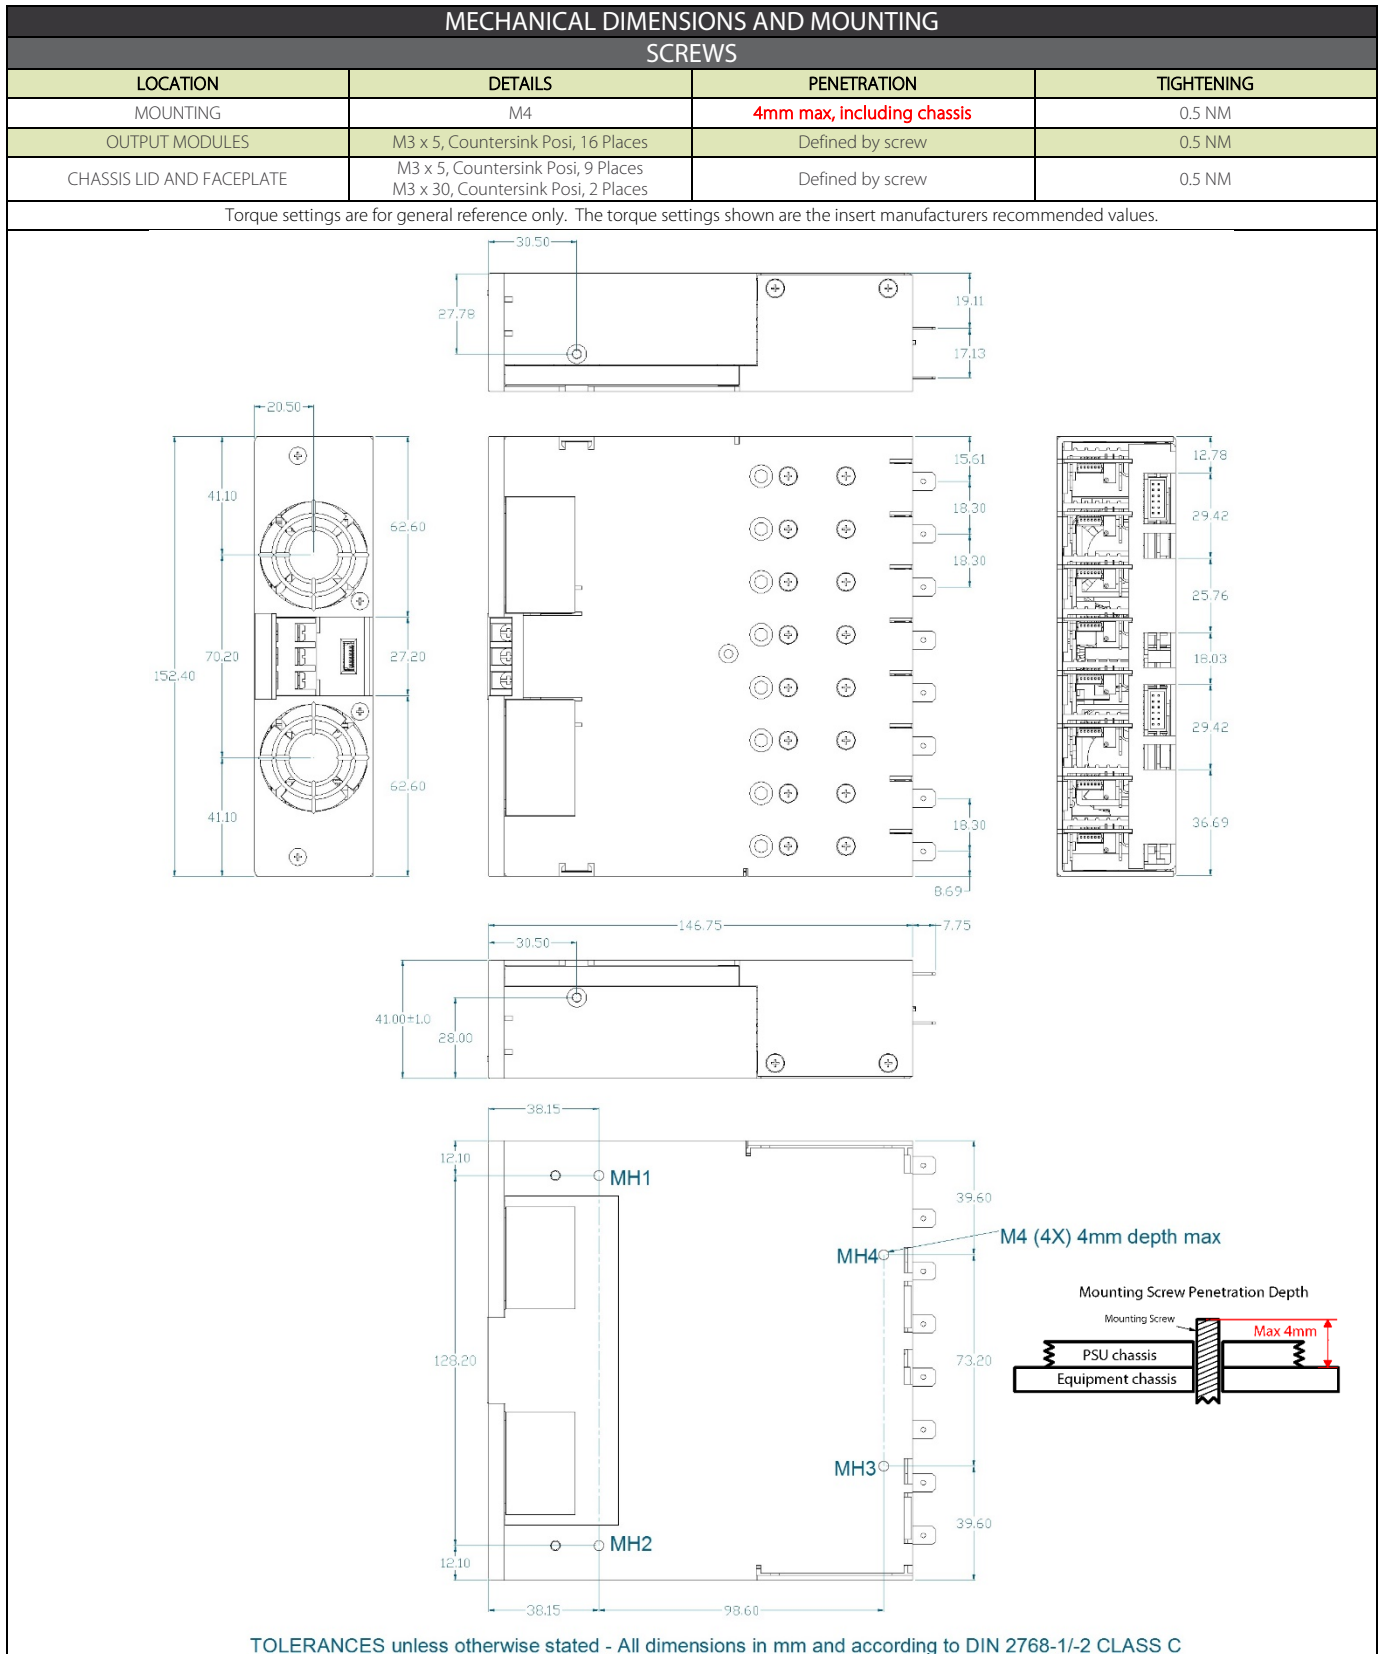 MECHANICAL DIMENSIONS AND MOUNTING
SCREWS
LOCATION DETAILS PENETRATION TIGHTENING
MOUNTING M4 4mm max, including chassis 0.5 NM
OUTPUT MODULES M3 x 5, Countersink Posi, 16 Places Defined by screw 0.5 NM
CHASSIS LID AND FACEPLATE M3 x 5, Countersink Posi, 9 Places Defined by screw 0.5 NM
M3 x 30, Countersink Posi, 2 Places
Torque settings are for general reference only. The torque settings shown are the insert manufacturers recommended values.
30.50
27.78
19.11
17.13
20.50
41.10
62.60
70.20
27.20
152.40
62.60
41.10
15.61
18.30
18.30
18.30
8.69
12.78
29.42
25.76
18.03
29.42
36.69
146.75
7.75
30.50
41.00±1.0
28.00
38.15
12.10
MH1
39.60
M4 (4X) 4mm depth max
MH4
Mounting Screw Penetration Depth
Mounting Screw
Max 4mm
PSU chassis
Equipment chassis
128.20
73.20
MH3
39.60
MH2
12.10
38.15
98.60
TOLERANCES unless otherwise stated - All dimensions in mm and according to DIN 2768-1/-2 CLASS C